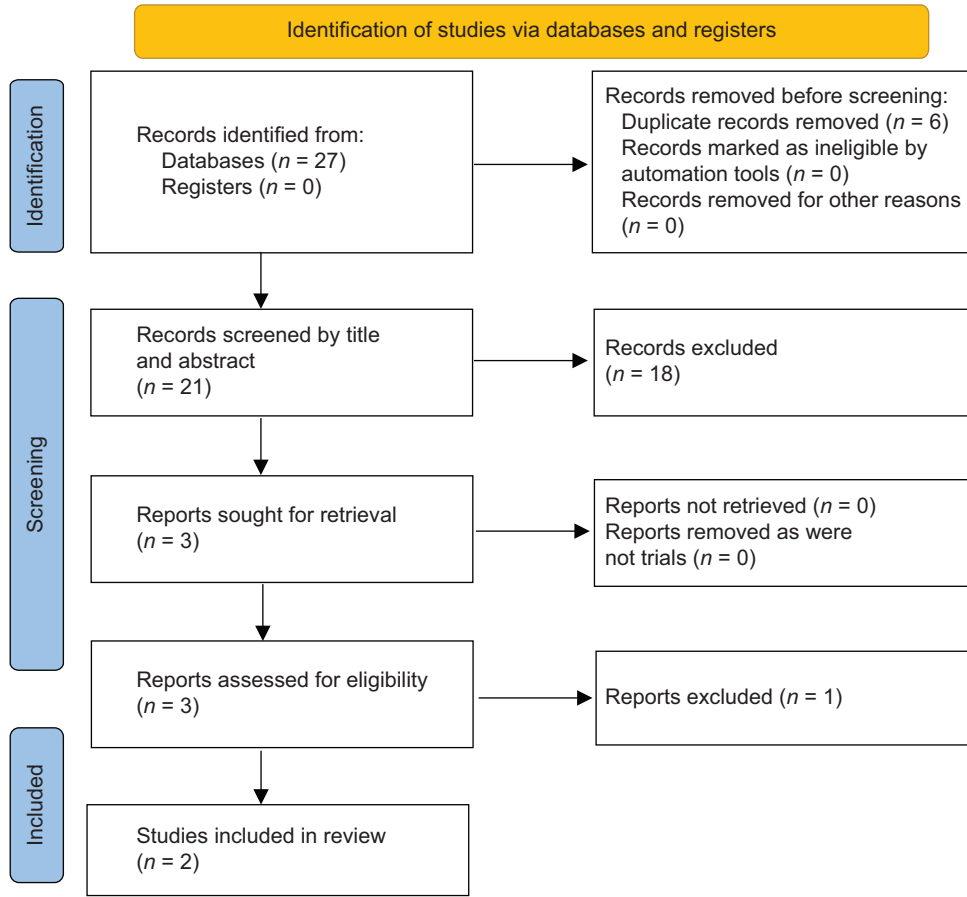 Identification of studies via databases and registers
Identification
Records identified from:
Databases (n = 27)
Registers (n = 0)
Records removed before screening:
Duplicate records removed (n = 6)
Records marked as ineligible by
automation tools (n = 0)
Records removed for other reasons
(n = 0)
Screening
Records screened by title
and abstract
(n = 21)
Records excluded
(n = 18)
Reports sought for retrieval
(n = 3)
Reports not retrieved (n = 0)
Reports removed as were
not trials (n = 0)
Reports assessed for eligibility
(n = 3)
Reports excluded (n = 1)
Included
Studies included in review
(n = 2)